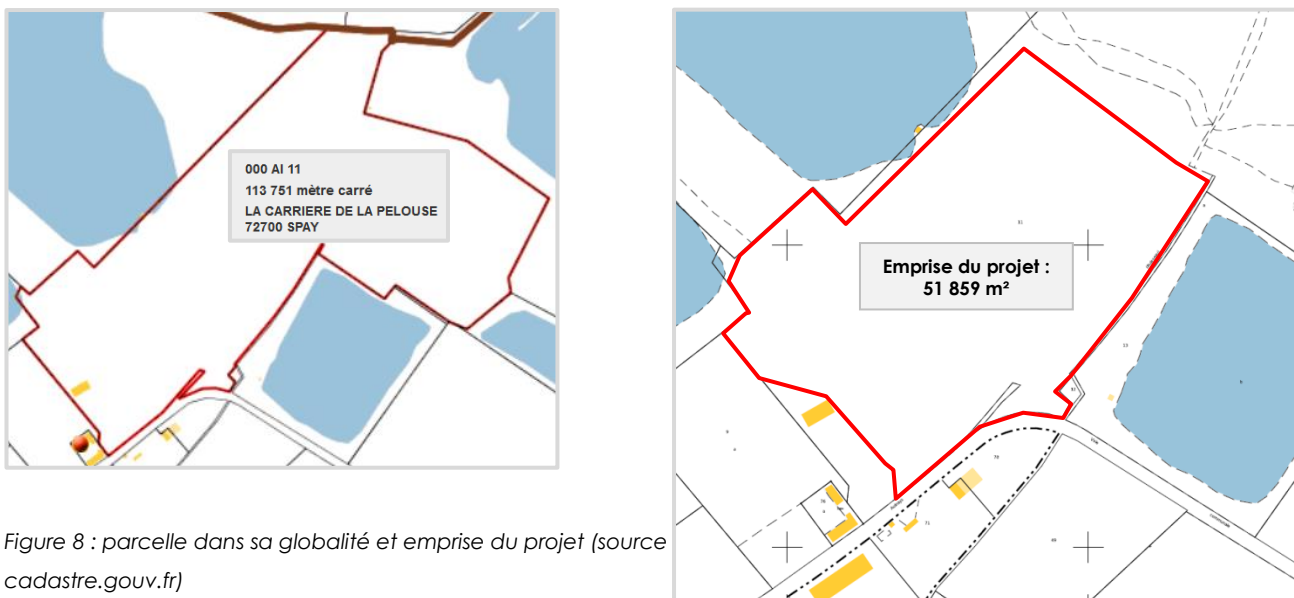 000 AI 11
113 751 mètre carré
LA CARRIERE DE LA PELOUSE
72700 SPAY
Emprise du projet :
51 859 m²
Figure 8 : parcelle dans sa globalité et emprise du projet (source
cadastre.gouv.fr)